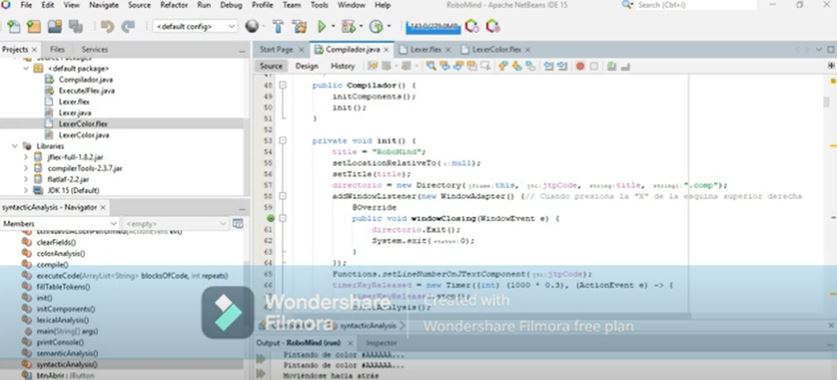 File Edit View Navigate Source Refactor Run Debug Profile Team Tools Window Help RoboMind - Apache NetBeans IDE 15 Search (Ctrl+I)
<default config>
Projects × Files Services
Start Page × Compilador.java × Lexer.flex × LexerColor.flex ×
Source Packages
<default package>
Compilador.java
ExecuteJFlex.java
Lexer.flex
Lexer.java
LexerColor.flex
LexerColor.java
Libraries
jflex-full-1.8.2.jar
compilerTools-2.3.7.jar
flatlaf-2.2.jar
JDK 15 (Default)
syntacticAnalysis - Navigator ×
Members <empty>
clearFields()
colorAnalysis()
compile()
executeCode(ArrayList<String> blocksOfCode, int repeats)
fillTableTokens()
init()
initComponents()
lexicalAnalysis()
main(String[] args)
printConsole()
semanticAnalysis()
syntacticAnalysis()
btnAbrir : JButton
Source Design History
48 public Compilador() {
49 initComponents();
50 init();
51 }
52
53 private void init() {
54 title = "RoboMind";
55 setLocationRelativeTo(c:null);
56 setTitle(title);
57 directorio = new Directory(jframe:this, jtpCode, string:title, string1:".comp");
58 addWindowListener(new WindowAdapter() {// Cuando presiona la "X" de la esquina superior derecha
@Override
60 public void windowClosing(WindowEvent e) {
61 directorio.Exit();
62 System.exit(status:0);
63 }
64 });
65 Functions.setLineNumberOnJTextComponent(jtpCode);
66 timerKeyReleased = new Timer((int) (1000 * 0.3), (ActionEvent e) -> {
syntacticAnalysis
Wondershare
Filmora
Created with
Wondershare Filmora free plan
Output - RoboMind (run) × Inspector
Pintando de color #AAAAAA...
Pintando de color #AAAAAA...
Moviéndose hacia atrás